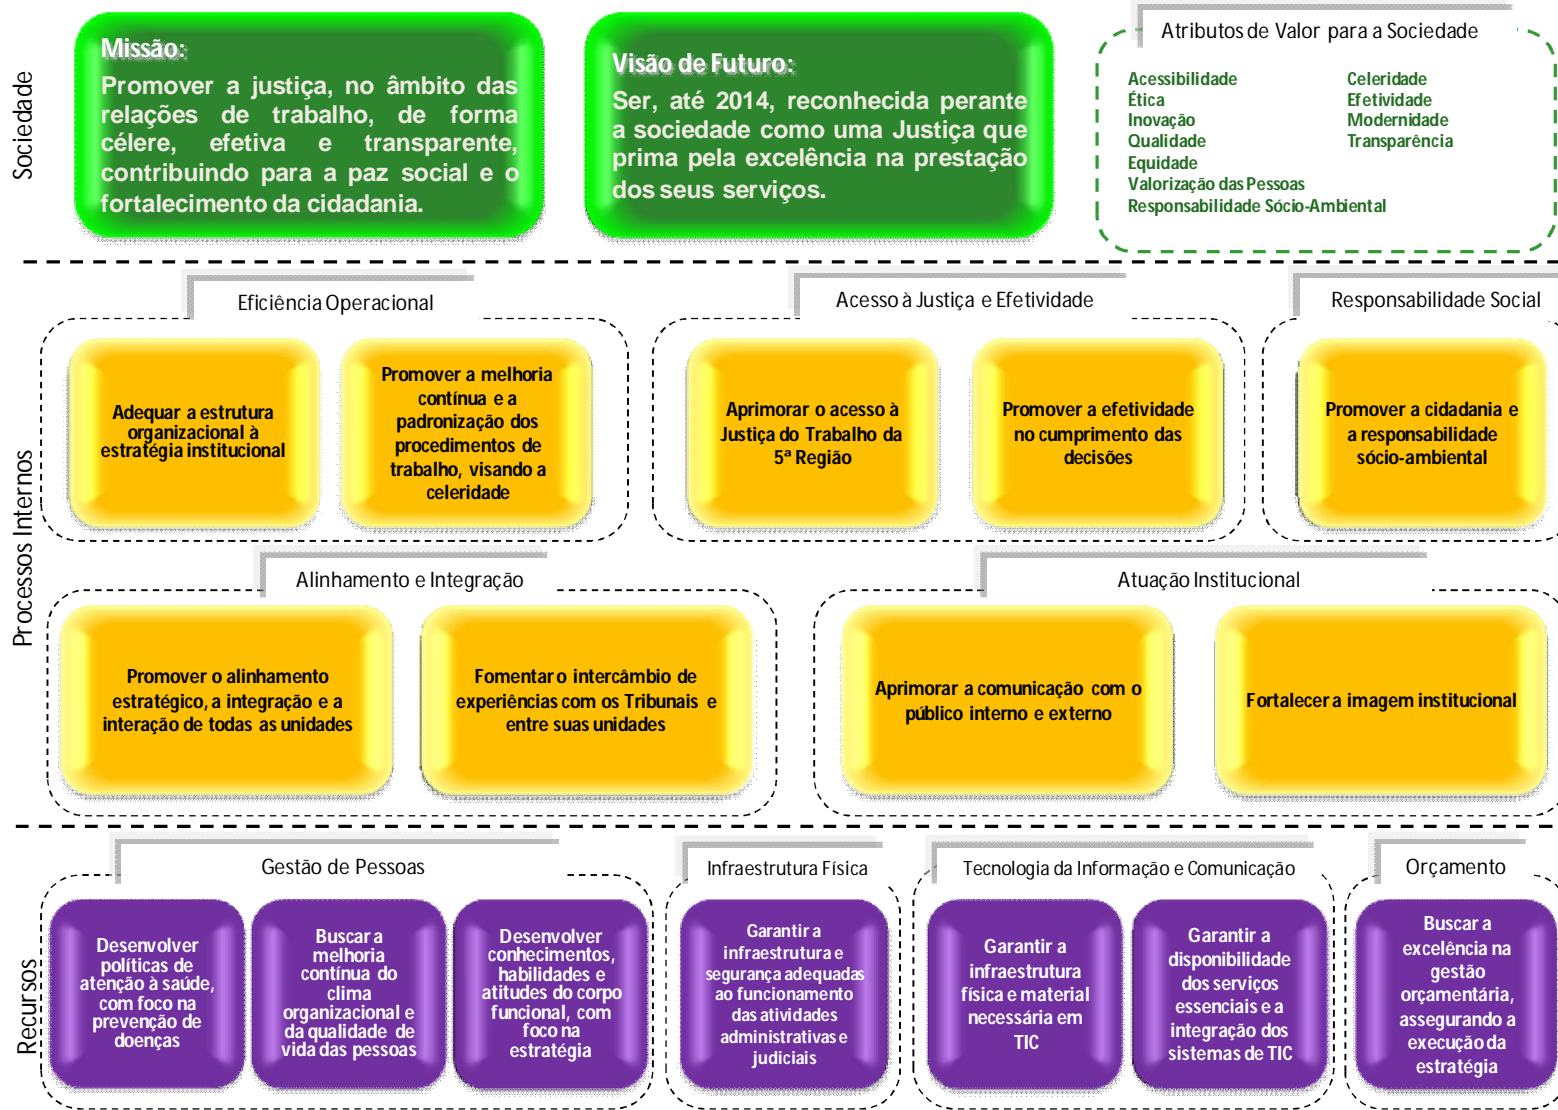 Sociedade
Missão:
Promover a justiça, no âmbito das
relações de trabalho, de forma
célere, efetiva e transparente,
contribuindo para a paz social e o
fortalecimento da cidadania.
Visão de Futuro:
Ser, até 2014, reconhecida perante
a sociedade como uma Justiça que
prima pela excelência na prestação
dos seus serviços.
Atributos de Valor para a Sociedade
Acessibilidade
Ética
Inovação
Qualidade
Equidade
Valorização das Pessoas
Responsabilidade Sócio-Ambiental
Celeridade
Efetividade
Modernidade
Transparência
Processos Internos
Eficiência Operacional
Adequar a estrutura
organizacional à
estratégia institucional
Promover a melhoria
contínua e a
padronização dos
procedimentos de
trabalho, visando a
celeridade
Acesso à Justiça e Efetividade
Aprimorar o acesso à
Justiça do Trabalho da
5ª Região
Promover a efetividade
no cumprimento das
decisões
Responsabilidade Social
Promover a cidadania e
a responsabilidade
sócio-ambiental
Alinhamento e Integração
Promover o alinhamento
estratégico, a integração e a
interação de todas as unidades
Fomentar o intercâmbio de
experiências com os Tribunais e
entre suas unidades
Atuação Institucional
Aprimorar a comunicação com o
público interno e externo
Fortalecer a imagem institucional
Recursos
Gestão de Pessoas
Desenvolver
políticas de
atenção à saúde,
com foco na
prevenção de
doenças
Buscar a
melhoria
contínua do
clima
organizacional e
da qualidade de
vida das pessoas
Desenvolver
conhecimentos,
habilidades e
atitudes do corpo
funcional, com
foco na
estratégia
Infraestrutura Física
Garantir a
infraestrutura e
segurança adequadas
ao funcionamento
das atividades
administrativas e
judiciais
Tecnologia da Informação e Comunicação
Garantir a
infraestrutura
física e material
necessária em
TIC
Garantir a
disponibilidade
dos serviços
essenciais e a
integração dos
sistemas de TIC
Orçamento
Buscar a
excelência na
gestão
orçamentária,
assegurando a
execução da
estratégia